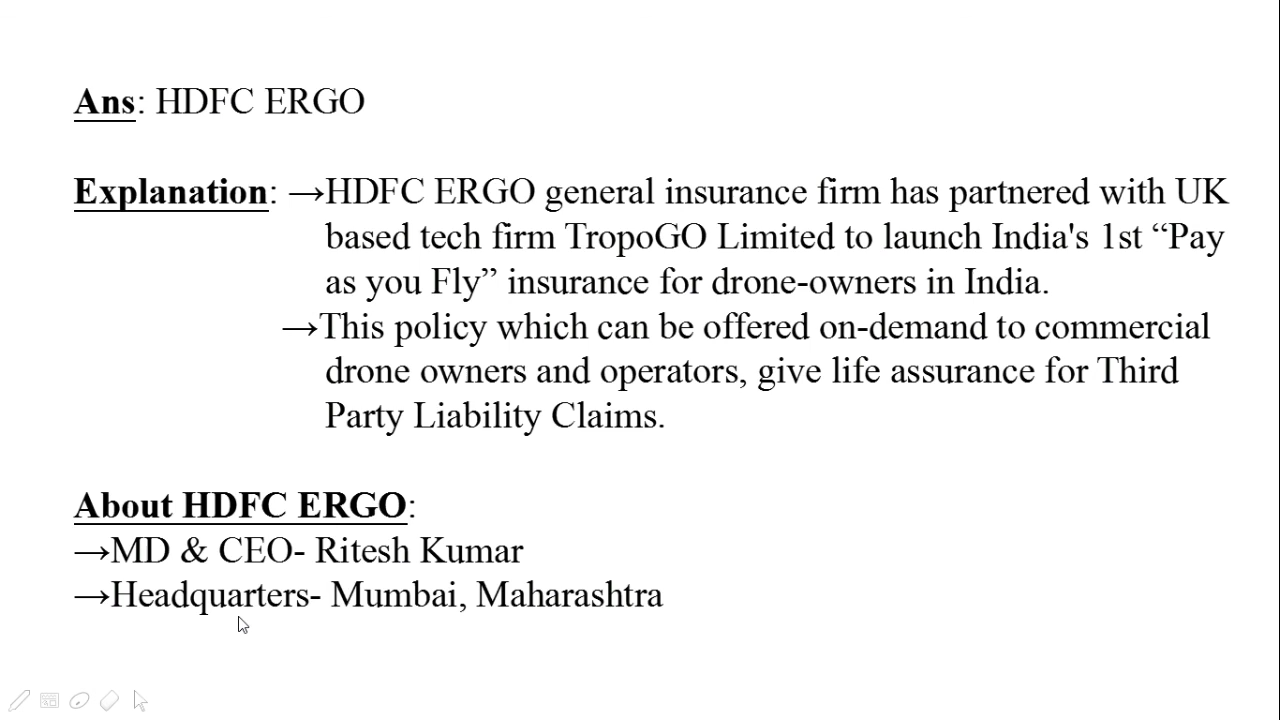 Ans: HDFC ERGO
Explanation: →HDFC ERGO general insurance firm has partnered with UK
based tech firm TropoGO Limited to launch India's 1st “Pay
as you Fly” insurance for drone-owners in India.
→This policy which can be offered on-demand to commercial
drone owners and operators, give life assurance for Third
Party Liability Claims.
About HDFC ERGO:
→MD & CEO- Ritesh Kumar
→Headquarters- Mumbai, Maharashtra